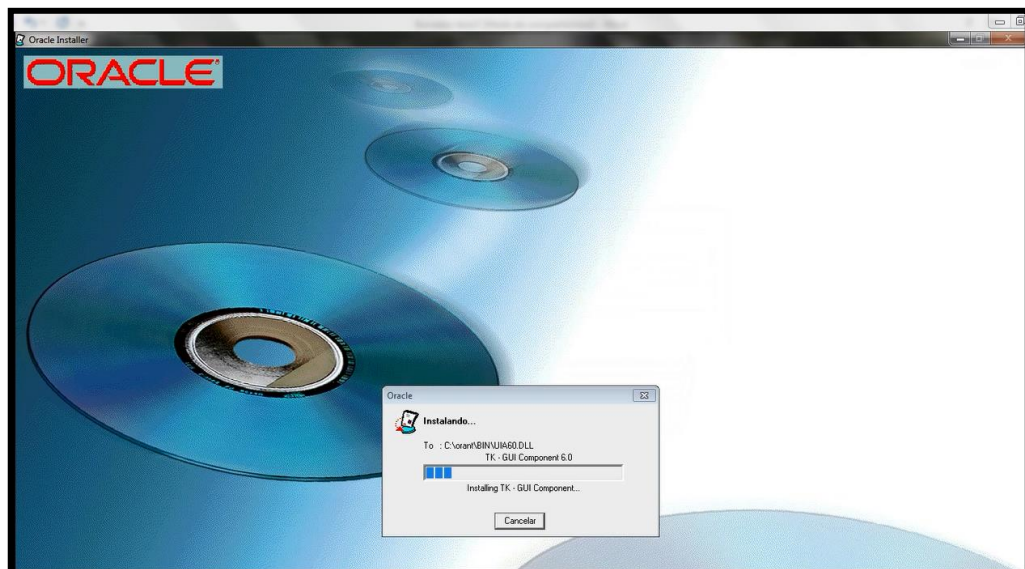 Oracle Installer
ORACLE®
Oracle
Instalando...
To : C:\orant\BIN\UIA60.DLL
TK - GUI Component 6.0
Installing TK - GUI Component...
Cancelar